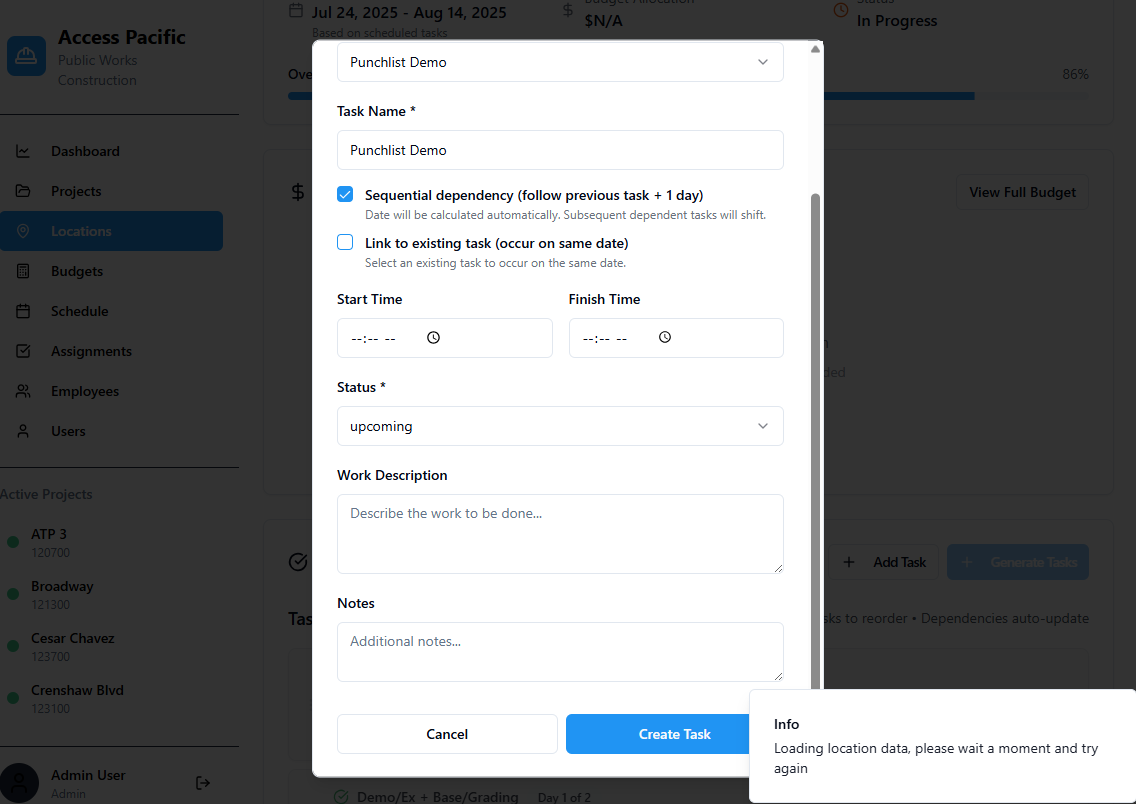 Access Pacific
Public Works
Construction
Dashboard
Projects
Locations
Budgets
Schedule
Assignments
Employees
Users
Active Projects
ATP 3
120700
Broadway
121300
Cesar Chavez
123700
Crenshaw Blvd
123100
Admin User
Admin
Jul 24, 2025 - Aug 14, 2025
Based on scheduled tasks
Budget Allocation
$N/A
Status
In Progress
86%
View Full Budget
Punchlist Demo
Task Name *
Punchlist Demo
Sequential dependency (follow previous task + 1 day)
Date will be calculated automatically. Subsequent dependent tasks will shift.
Link to existing task (occur on same date)
Select an existing task to occur on the same date.
Start Time
Finish Time
--:-- --
--:-- --
Status *
upcoming
Work Description
Describe the work to be done...
Notes
Additional notes...
Cancel
Create Task
Add Task
Generate Tasks
to reorder • Dependencies auto-update
Demo/Ex + Base/Grading
Day 1 of 2
Info
Loading location data, please wait a moment and try
again